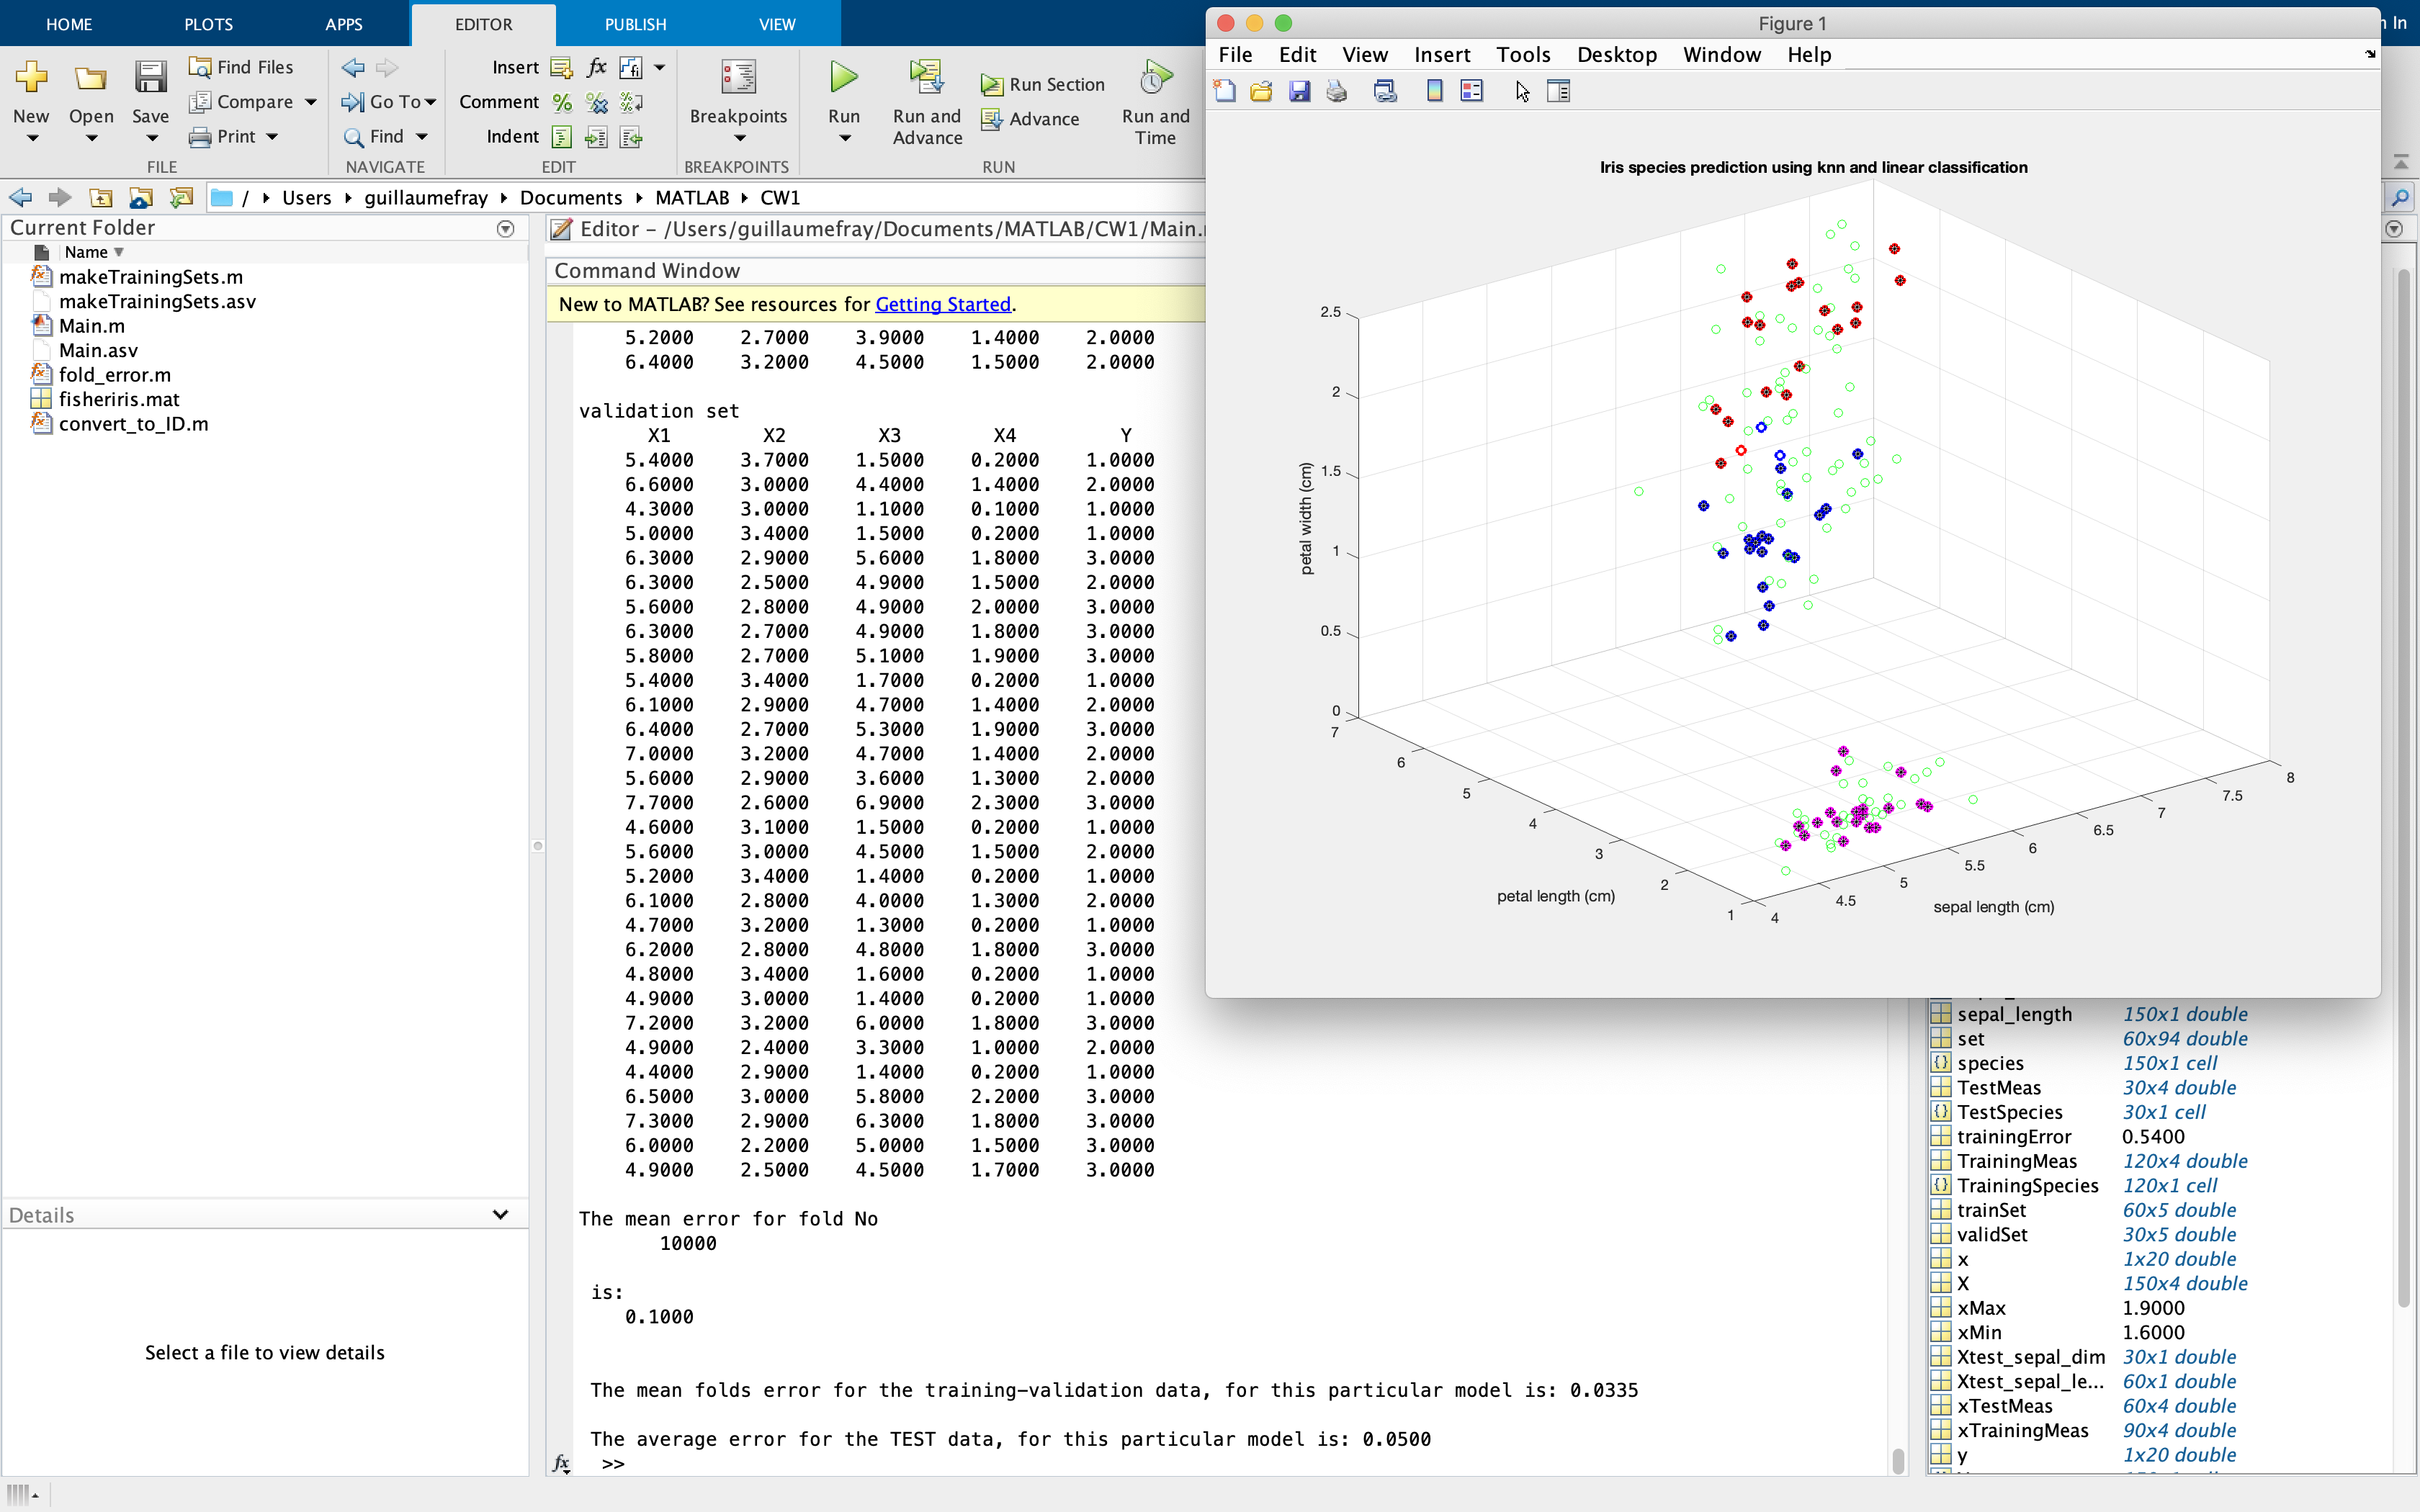 HOME PLOTS APPS EDITOR PUBLISH VIEW
New Open Save Find Files Compare Print
FILE
Go To Find
NAVIGATE
Insert fx
Comment
Indent
EDIT
Breakpoints
BREAKPOINTS
Run Run and Advance Run Section Advance Run and Time
RUN
/ Users guillaumefray Documents MATLAB CW1
Current Folder
Name
makeTrainingSets.m
makeTrainingSets.asv
Main.m
Main.asv
fold_error.m
fisheriris.mat
convert_to_ID.m
Details
Select a file to view details
Editor – /Users/guillaumefray/Documents/MATLAB/CW1/Main.
Command Window
New to MATLAB? See resources for Getting Started.
5.2000 2.7000 3.9000 1.4000 2.0000
6.4000 3.2000 4.5000 1.5000 2.0000
validation set
X1 X2 X3 X4 Y
5.4000 3.7000 1.5000 0.2000 1.0000
6.6000 3.0000 4.4000 1.4000 2.0000
4.3000 3.0000 1.1000 0.1000 1.0000
5.0000 3.4000 1.5000 0.2000 1.0000
6.3000 2.9000 5.6000 1.8000 3.0000
6.3000 2.5000 4.9000 1.5000 2.0000
5.6000 2.8000 4.9000 2.0000 3.0000
6.3000 2.7000 4.9000 1.8000 3.0000
5.8000 2.7000 5.1000 1.9000 3.0000
5.4000 3.4000 1.7000 0.2000 1.0000
6.1000 2.9000 4.7000 1.4000 2.0000
6.4000 2.7000 5.3000 1.9000 3.0000
7.0000 3.2000 4.7000 1.4000 2.0000
5.6000 2.9000 3.6000 1.3000 2.0000
7.7000 2.6000 6.9000 2.3000 3.0000
4.6000 3.1000 1.5000 0.2000 1.0000
5.6000 3.0000 4.5000 1.5000 2.0000
5.2000 3.4000 1.4000 0.2000 1.0000
6.1000 2.8000 4.0000 1.3000 2.0000
4.7000 3.2000 1.3000 0.2000 1.0000
6.2000 2.8000 4.8000 1.8000 3.0000
4.8000 3.4000 1.6000 0.2000 1.0000
4.9000 3.0000 1.4000 0.2000 1.0000
7.2000 3.2000 6.0000 1.8000 3.0000
4.9000 2.4000 3.3000 1.0000 2.0000
4.4000 2.9000 1.4000 0.2000 1.0000
6.5000 3.0000 5.8000 2.2000 3.0000
7.3000 2.9000 6.3000 1.8000 3.0000
6.0000 2.2000 5.0000 1.5000 3.0000
4.9000 2.5000 4.5000 1.7000 3.0000
The mean error for fold No
10000
is:
0.1000
The mean folds error for the training-validation data, for this particular model is: 0.0335
The average error for the TEST data, for this particular model is: 0.0500
fx >>
Figure 1
File Edit View Insert Tools Desktop Window Help
In
Iris species prediction using knn and linear classification
petal width (cm)
2.5
2
1.5
1
0.5
0
7 6 5 4 3 2 1
petal length (cm)
4 4.5 5 5.5 6 6.5 7 7.5 8
sepal length (cm)
sepal_length 150x1 double
set 60x94 double
species 150x1 cell
TestMeas 30x4 double
TestSpecies 30x1 cell
trainingError 0.5400
TrainingMeas 120x4 double
TrainingSpecies 120x1 cell
trainSet 60x5 double
validSet 30x5 double
x 1x20 double
X 150x4 double
xMax 1.9000
xMin 1.6000
Xtest_sepal_dim 30x1 double
Xtest_sepal_le... 60x1 double
xTestMeas 60x4 double
xTrainingMeas 90x4 double
y 1x20 double